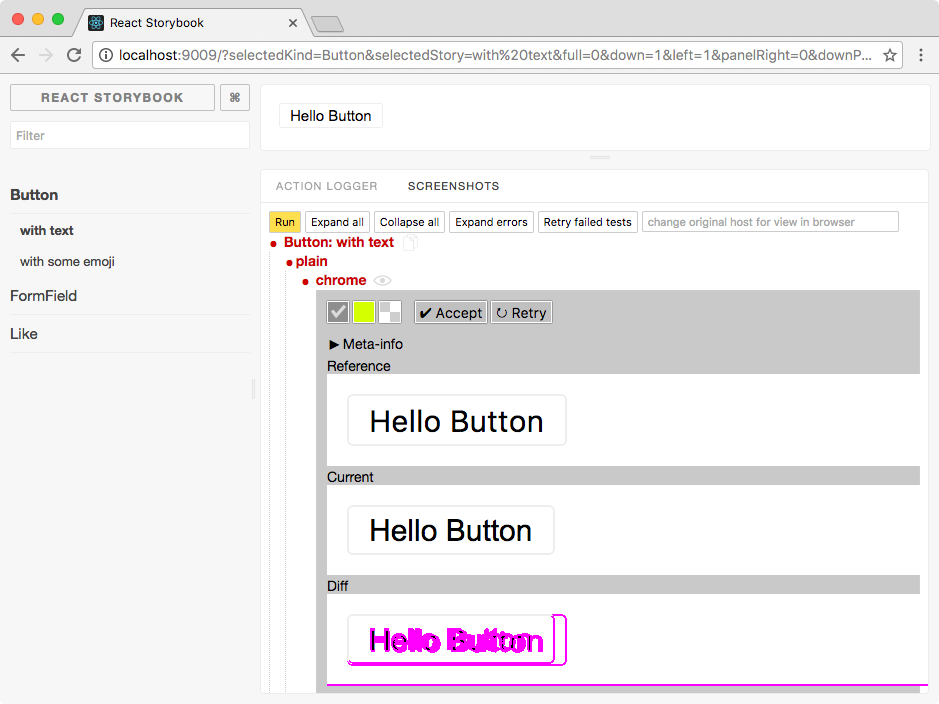 React Storybook
localhost:9009/?selectedKind=Button&selectedStory=with%20text&full=0&down=1&left=1&panelRight=0&downP...
REACT STORYBOOK ⌘
Hello Button
Filter
ACTION LOGGER SCREENSHOTS
Button
Run Expand all Collapse all Expand errors Retry failed tests change original host for view in browser
with text
Button: with text
with some emoji
plain
chrome
FormField
✔ Accept ↻ Retry
Like
▶ Meta-info
Reference
Hello Button
Current
Hello Button
Diff
Hello Button